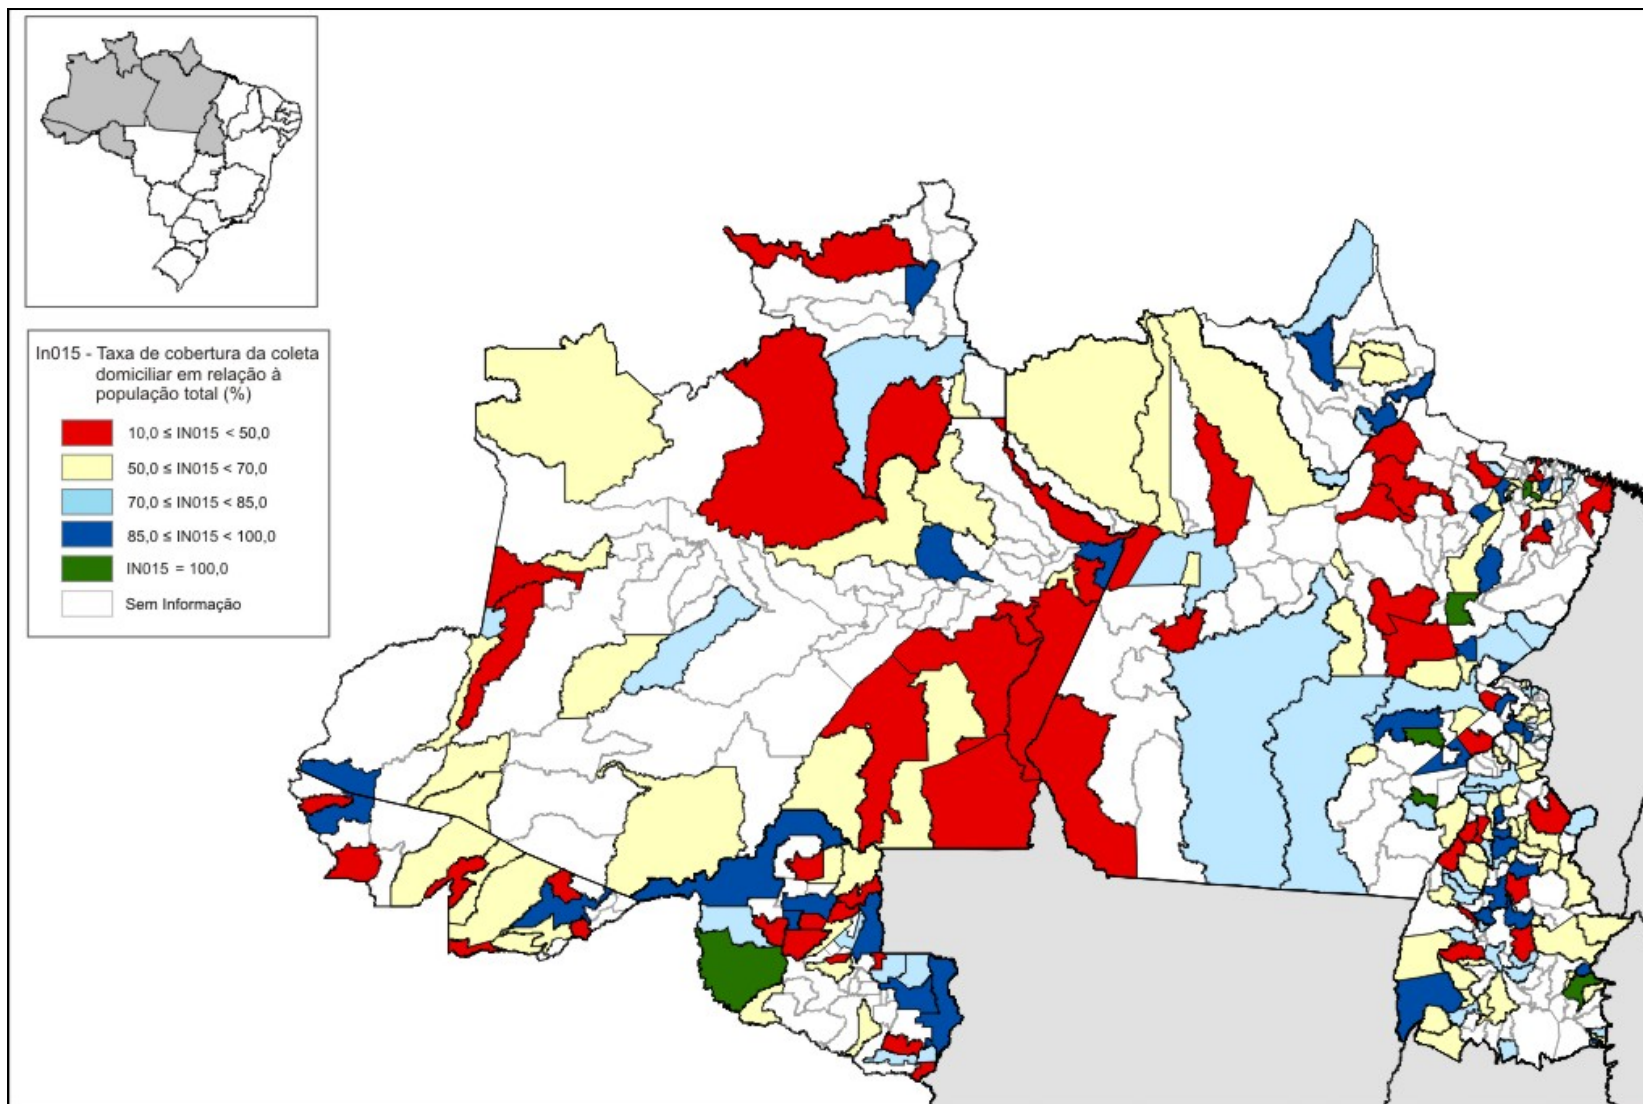 In015 - Taxa de cobertura da coleta
domiciliar em relação à
população total (%)
10,0 ≤ IN015 < 50,0
50,0 ≤ IN015 < 70,0
70,0 ≤ IN015 < 85,0
85,0 ≤ IN015 < 100,0
IN015 = 100,0
Sem Informação